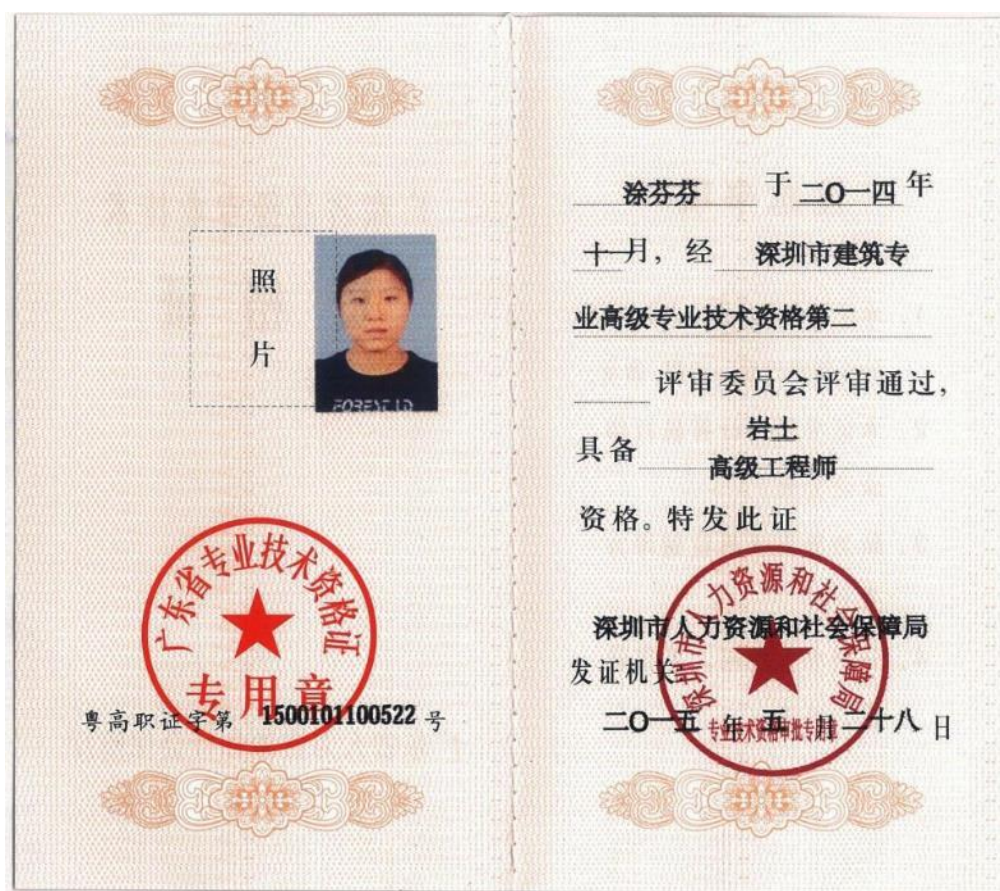 照
片
FOREST LD
广东省专业技术资格证
专用章
粤高职证字第 1500101100522 号
涂芬芬 于 二O一四 年
十 月，经 深圳市建筑专
业高级专业技术资格第二
评审委员会评审通过，
具备 岩土
高级工程师
资格。特发此证
深圳市人力资源和社会保障局
深圳市人力资源和社会保障局
发证机关
二O一五 年 五 月 二十八 日
专业技术资格审批专用章